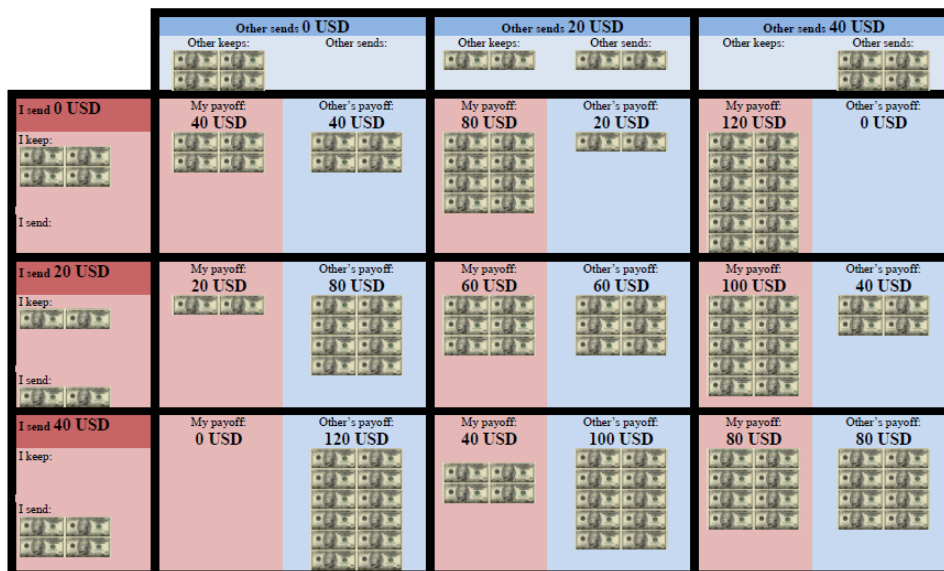 Other sends 0 USD
Other keeps: Other sends:
Other sends 20 USD
Other keeps: Other sends:
Other sends 40 USD
Other keeps: Other sends:
I send 0 USD
I keep:
I send:
My payoff: Other's payoff:
40 USD 40 USD
My payoff: Other's payoff:
80 USD 20 USD
My payoff: Other's payoff:
120 USD 0 USD
I send 20 USD
I keep:
I send:
My payoff: Other's payoff:
20 USD 80 USD
My payoff: Other's payoff:
60 USD 60 USD
My payoff: Other's payoff:
100 USD 40 USD
I send 40 USD
I keep:
I send:
My payoff: Other's payoff:
0 USD 120 USD
My payoff: Other's payoff:
40 USD 100 USD
My payoff: Other's payoff:
80 USD 80 USD